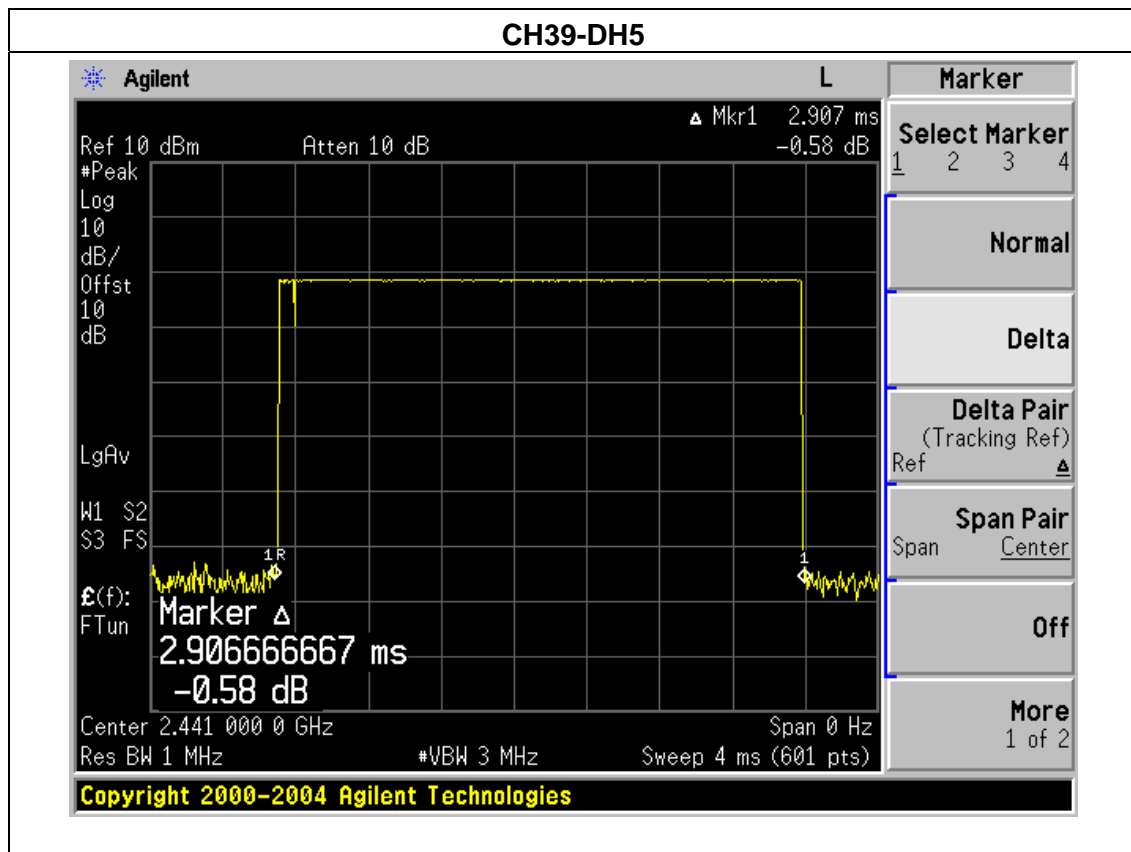 CH39-DH5
Agilent
L
Marker
Δ Mkr1 2.907 ms
Ref 10 dBm Atten 10 dB -0.58 dB
#Peak
Log
10
dB/
Offst
10
dB
LgAv
W1 S2
S3 FS
£(f):
FTun
1R
1
Marker Δ
2.906666667 ms
-0.58 dB
Center 2.441 000 0 GHz Span 0 Hz
Res BW 1 MHz #VBW 3 MHz Sweep 4 ms (601 pts)
Select Marker
1 2 3 4
Normal
Delta
Delta Pair
(Tracking Ref)
Ref Δ
Span Pair
Span Center
Off
More
1 of 2
Copyright 2000-2004 Agilent Technologies